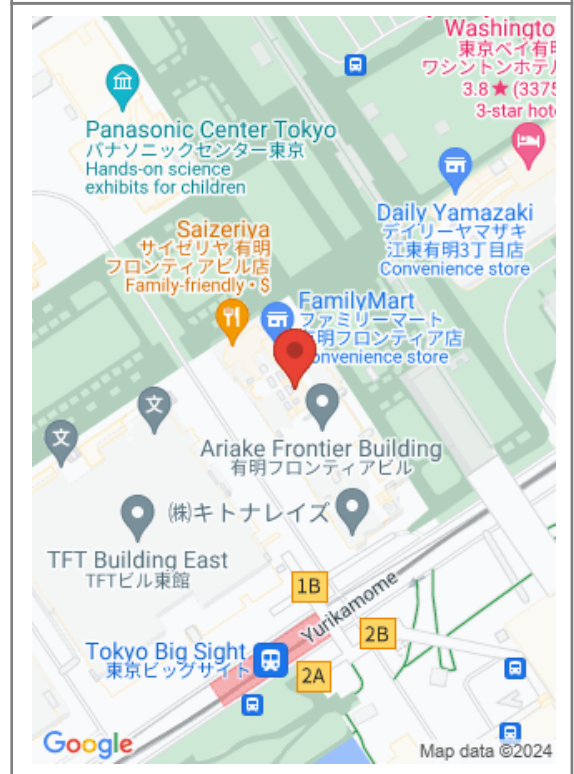 Washingto
東京ベイ有明
ワシントンホテル
3.8★(3375
3-star hot
Panasonic Center Tokyo
パナソニックセンター東京
Hands-on science
exhibits for children
Daily Yamazaki
デイリーヤマザキ
江東有明3丁目店
Convenience store
Saizeriya
サイゼリヤ 有明
フロンティアビル店
Family-friendly • $
FamilyMart
ファミリーマート
有明フロンティア店
Convenience store
文
文
Ariake Frontier Building
有明フロンティアビル
㈱キトナレイズ
TFT Building East
TFTビル東館
1B
Yurikamome
2B
Tokyo Big Sight
東京ビッグサイト
2A
Google
Map data ©2024